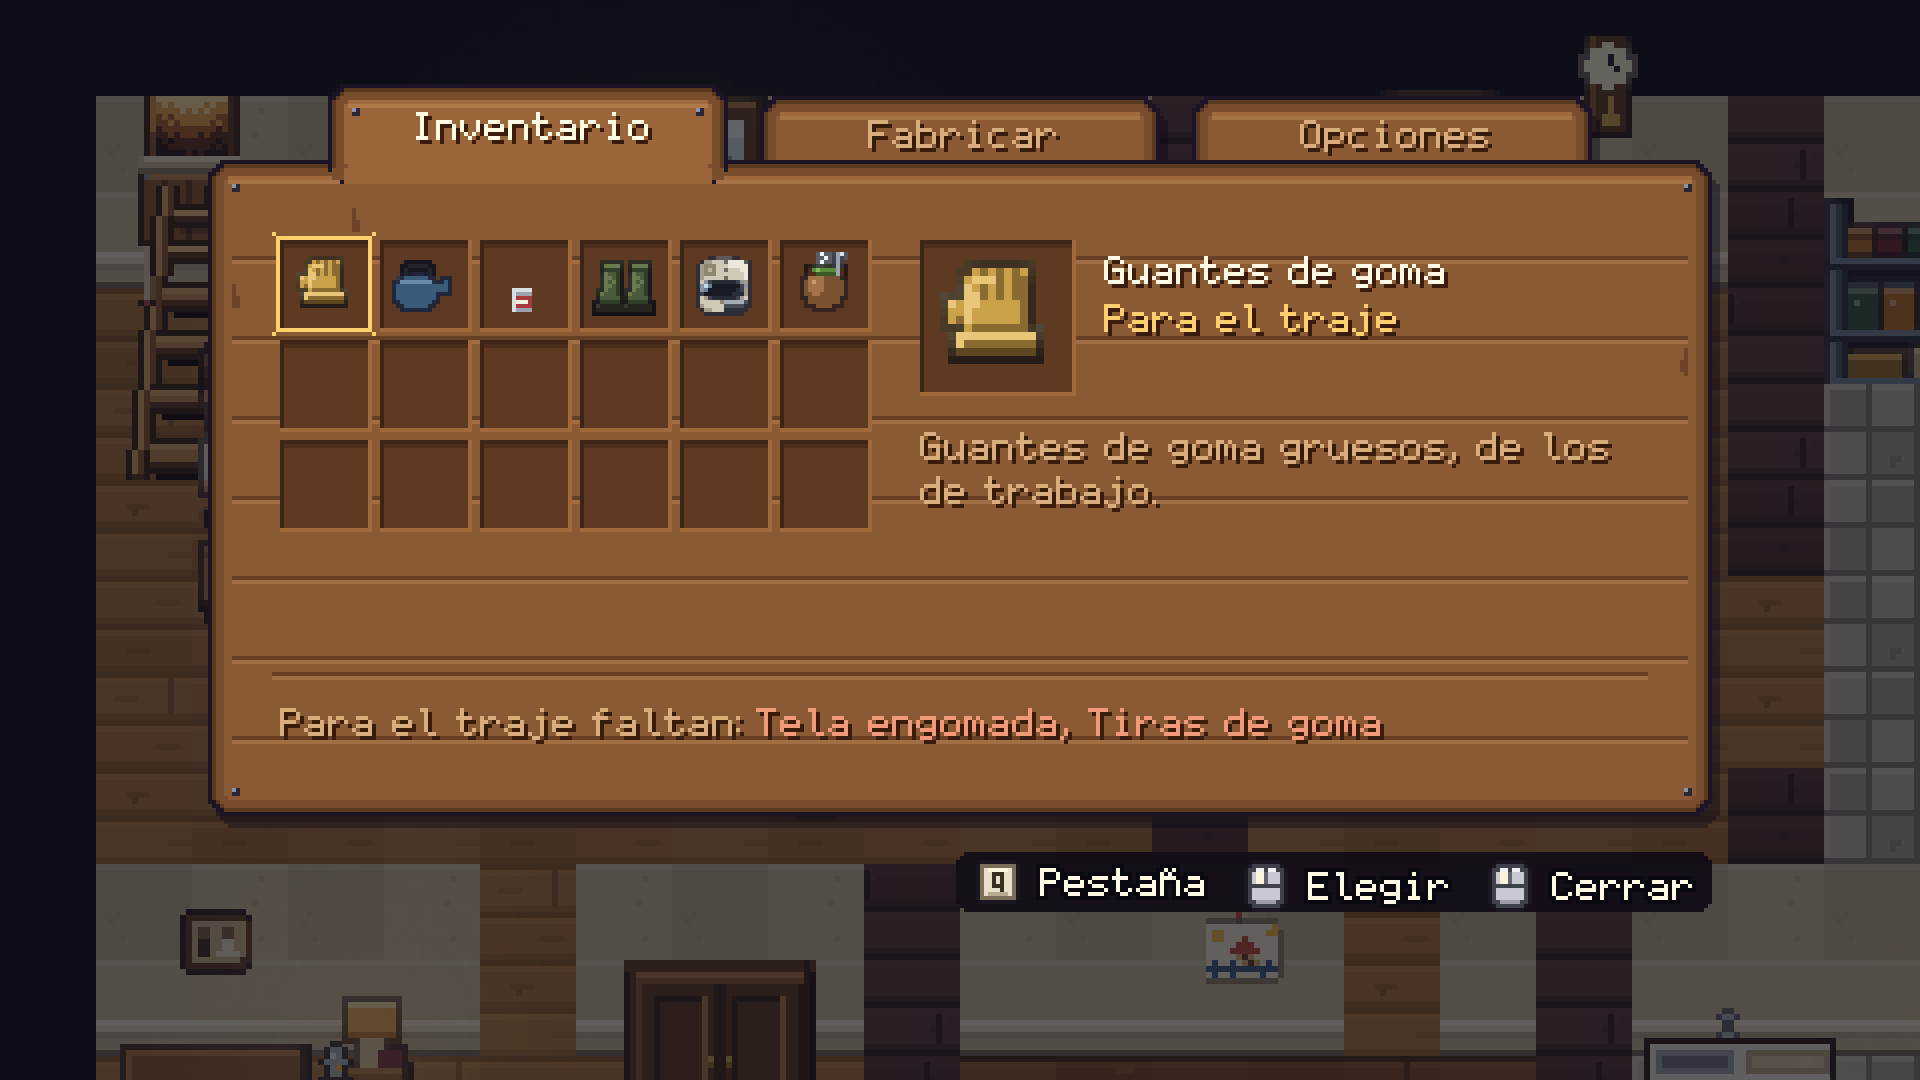 Inventario
Fabricar
Opciones
Guantes de goma
Para el traje
Guantes de goma gruesos, de los
de trabajo.
Para el traje faltan: Tela engomada, Tiras de goma
q Pestaña Elegir Cerrar